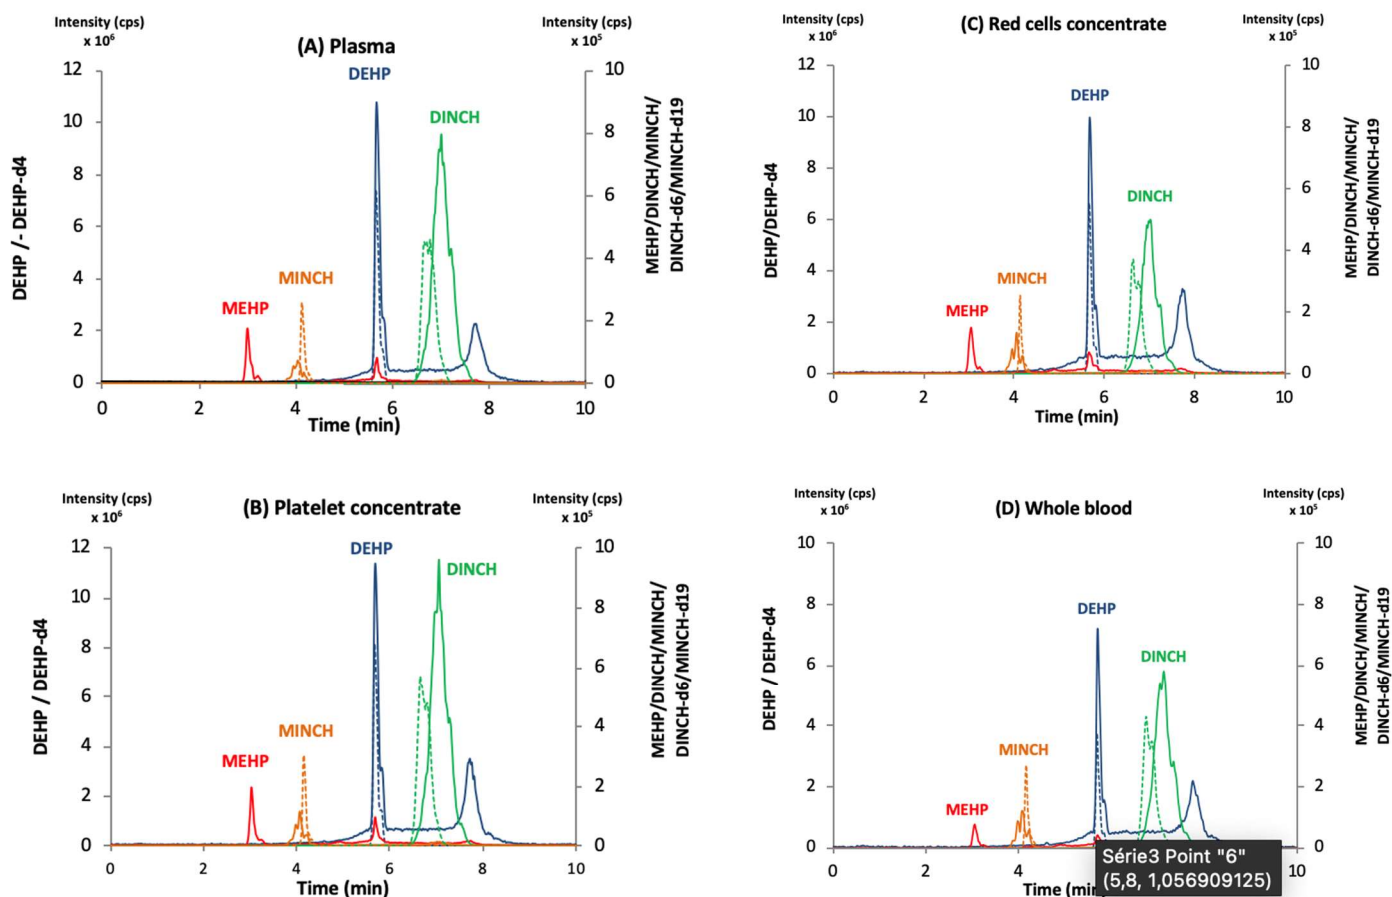 Intensity (cps)
x 10⁶
(A) Plasma
Intensity (cps)
x 10⁵
DEHP
DINCH
MINCH
MEHP
DEHP /- DEHP-d4
MEHP/DINCH/MINCH/
DINCH-d6/MINCH-d19
12
10
8
6
4
2
0
10
8
6
4
2
0
0 2 4 6 8 10
Time (min)
Intensity (cps)
x 10⁶
(C) Red cells concentrate
Intensity (cps)
x 10⁵
DEHP
DINCH
MINCH
MEHP
DEHP/DEHP-d4
MEHP/DINCH/MINCH/
DINCH-d6/MINCH-d19
12
10
8
6
4
2
0
10
8
6
4
2
0
0 2 4 6 8 10
Time (min)
Intensity (cps)
x 10⁶
(B) Platelet concentrate
Intensity (cps)
x 10⁵
DEHP
DINCH
MINCH
MEHP
DEHP / DEHP-d4
MEHP/DINCH/MINCH/
DINCH-d6/MINCH-d19
12
10
8
6
4
2
0
10
8
6
4
2
0
0 2 4 6 8 10
Time (min)
Intensity (cps)
x 10⁶
(D) Whole blood
Intensity (cps)
x 10⁵
DEHP
DINCH
MINCH
MEHP
DEHP / DEHP-d4
MEHP/DINCH/MINCH/
DINCH-d6/MINCH-d19
10
8
6
4
2
0
10
8
6
4
2
0
0 2 4 10
Time (min
Série3 Point "6"
(5,8, 1,056909125)